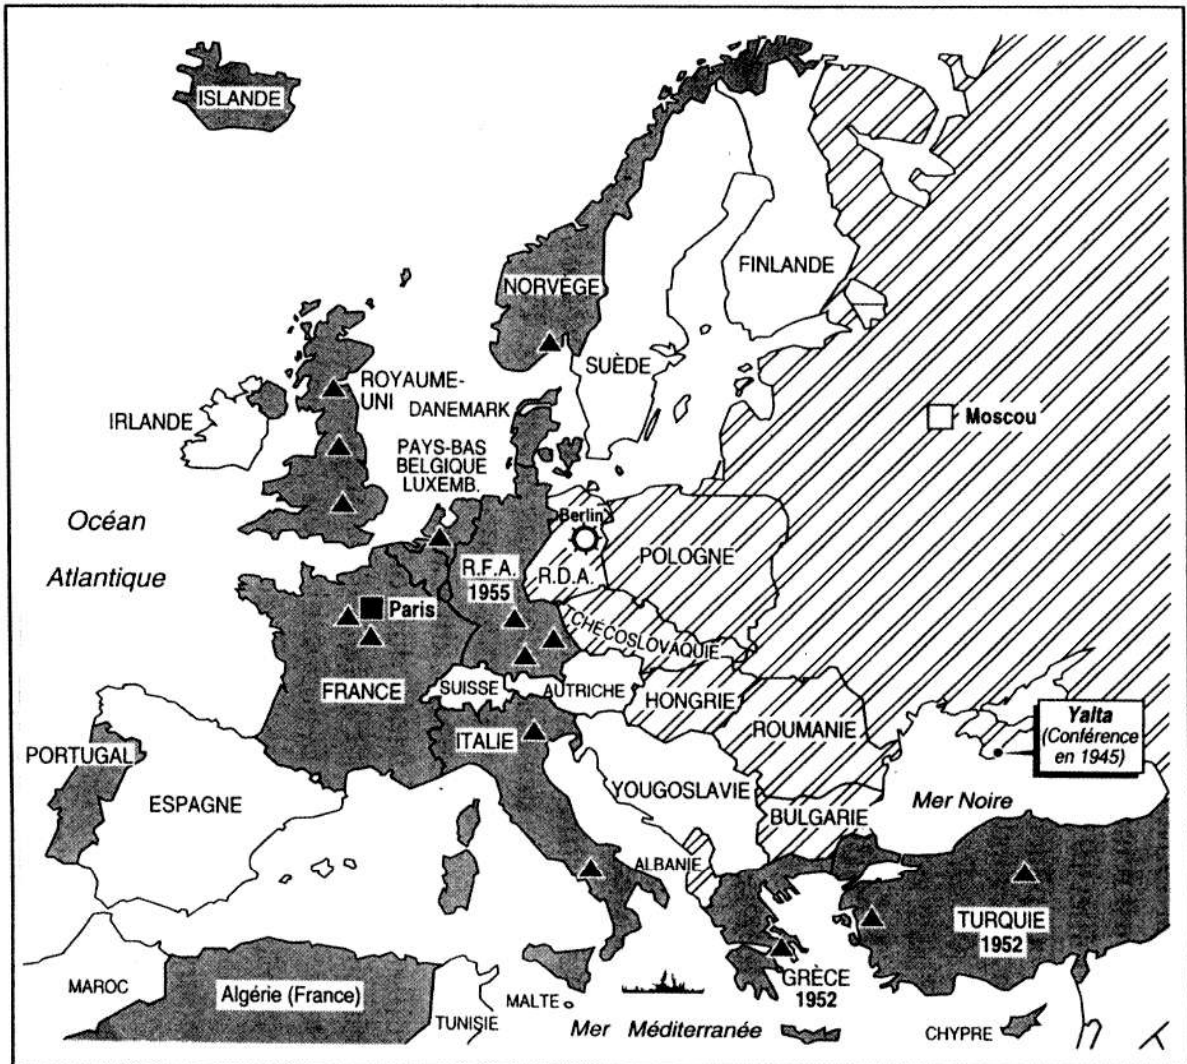 ISLANDE
NORVÈGE
FINLANDE
SUÈDE
ROYAUME-
UNI
DANEMARK
IRLANDE
PAYS-BAS
BELGIQUE
LUXEMB.
Moscou
Océan
Atlantique
Berlin
R.F.A.
1955
R.D.A.
POLOGNE
Paris
CHÉCOSLOVAQUIE
FRANCE
SUISSE
AUTRICHE
HONGRIE
ROUMANIE
Yalta
(Conférence
en 1945)
ITALIE
PORTUGAL
ESPAGNE
YOUGOSLAVIE
BULGARIE
Mer Noire
ALBANIE
TURQUIE
1952
GRÈCE
1952
MAROC
Algérie (France)
TUNISIE
MALTE
Mer Méditerranée
CHYPRE